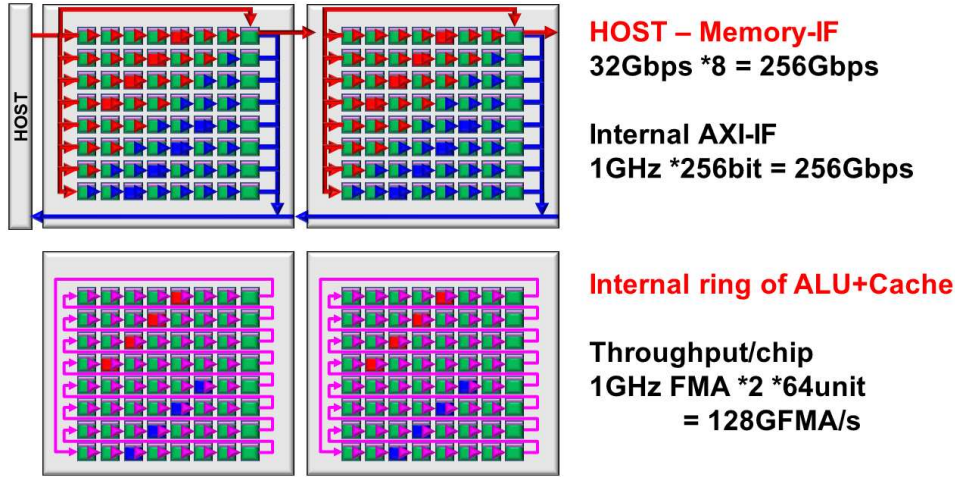 HOST
HOST – Memory-IF
32Gbps *8 = 256Gbps
Internal AXI-IF
1GHz *256bit = 256Gbps
Internal ring of ALU+Cache
Throughput/chip
1GHz FMA *2 *64unit
= 128GFMA/s